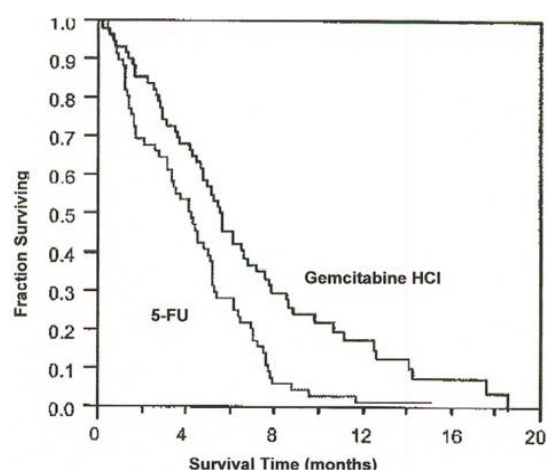 1.0
0.9
0.8
0.7
0.6
0.5
0.4
0.3
0.2
0.1
0.0
Fraction Surviving
Gemcitabine HCl
5-FU
0 4 8 12 16 20
Survival Time (months)